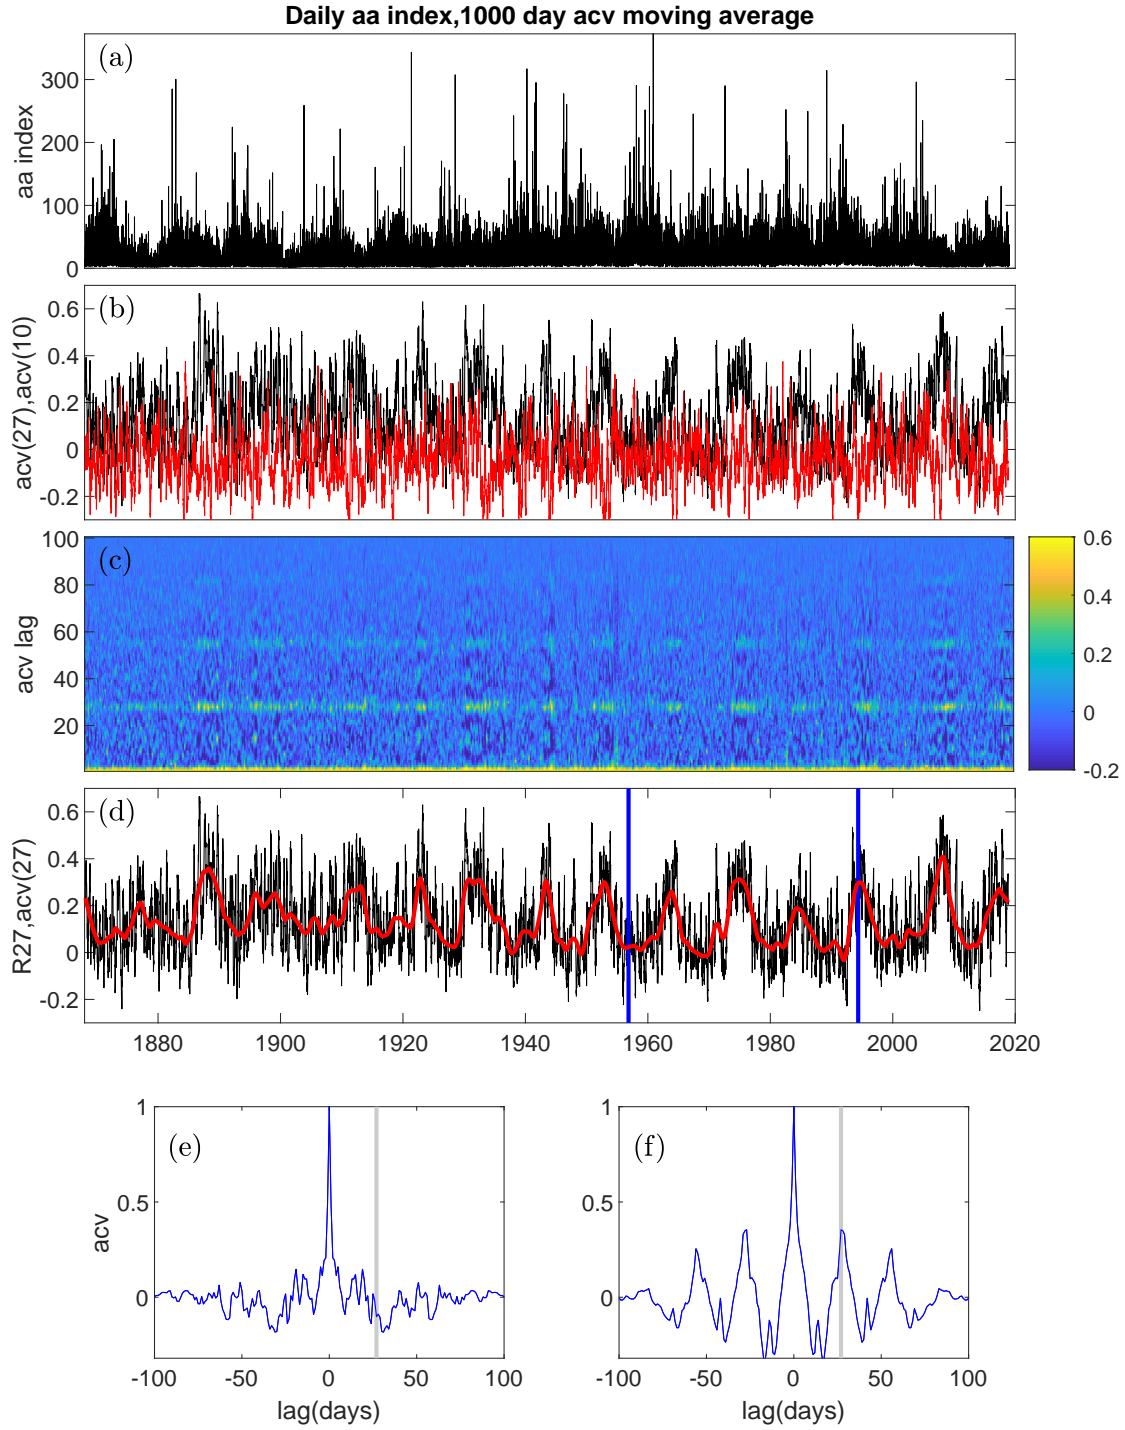 Daily aa index,1000 day acv moving average
(a)
aa index
300
200
100
0
(b)
acv(27),acv(10)
0.6
0.4
0.2
0
-0.2
(c)
acv lag
100
80
60
40
20
0.6
0.4
0.2
0
-0.2
(d)
R27,acv(27)
0.6
0.4
0.2
0
-0.2
1880 1900 1920 1940 1960 1980 2000 2020
(e)
acv
1
0.5
0
-100 -50 0 50 100
lag(days)
(f)
1
0.5
0
-100 -50 0 50 100
lag(days)